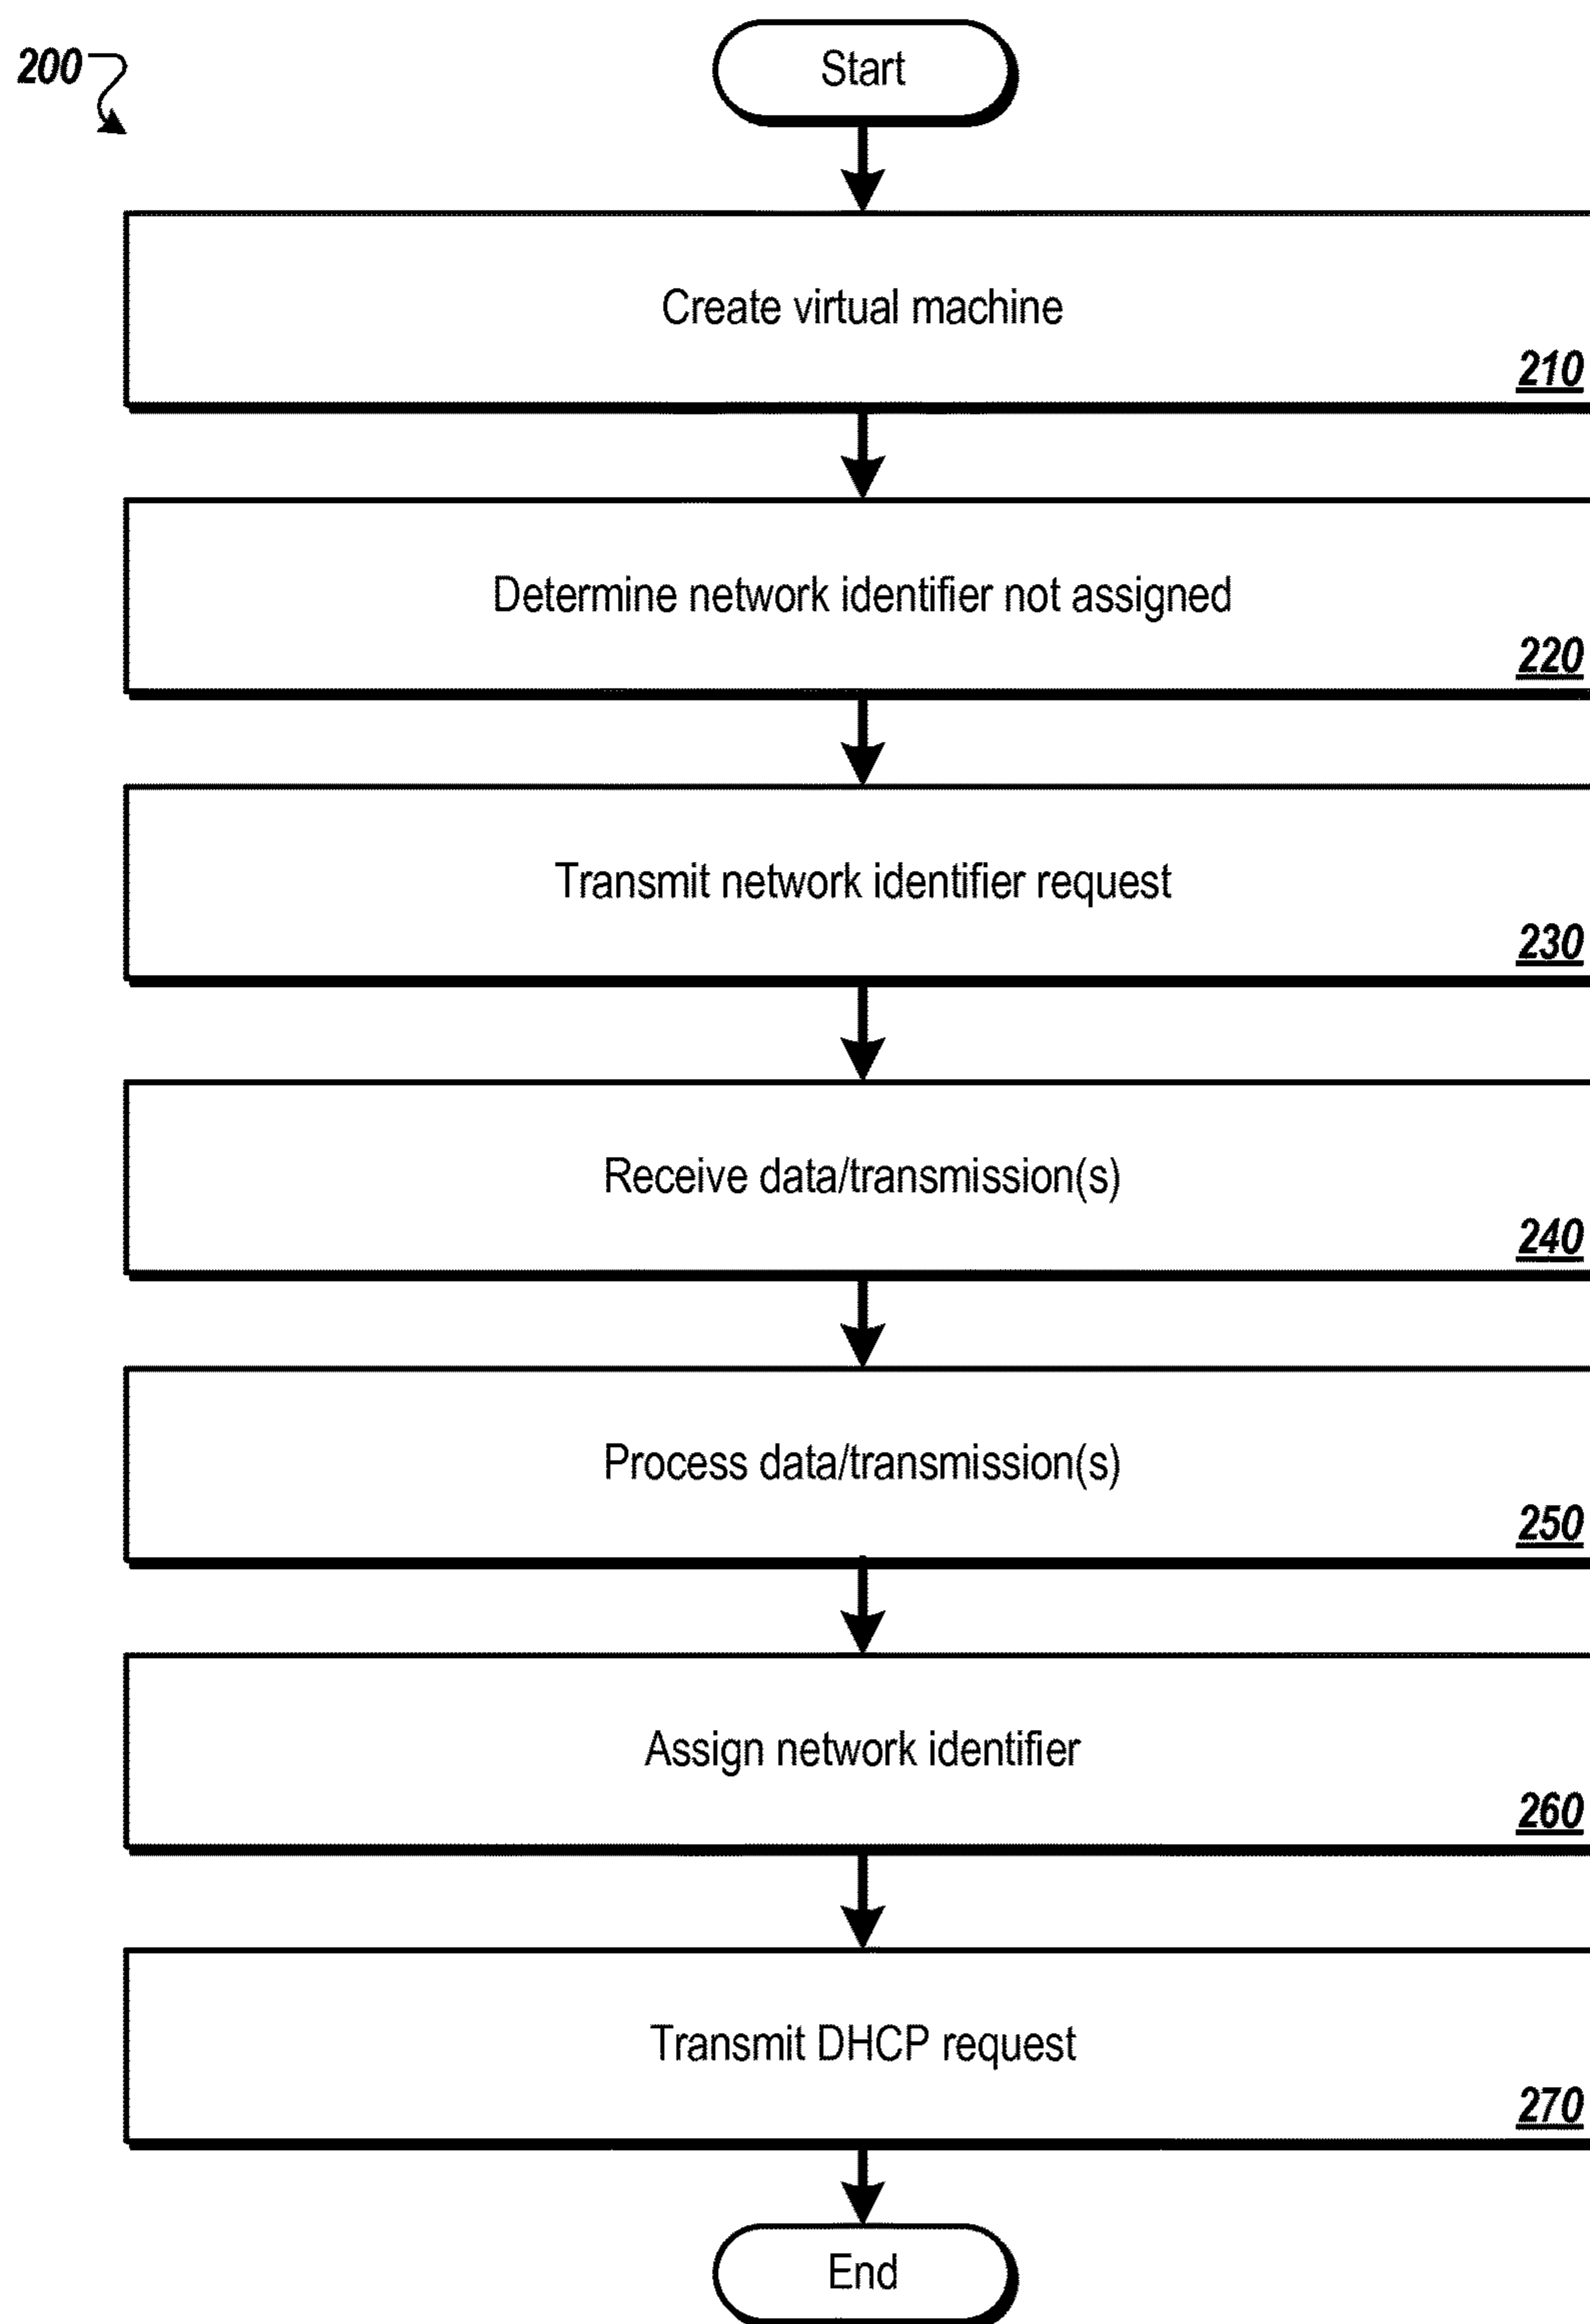 200
Start
Create virtual machine
210
Determine network identifier not assigned
220
Transmit network identifier request
230
Receive data/transmission(s)
240
Process data/transmission(s)
250
Assign network identifier
260
Transmit DHCP request
270
End